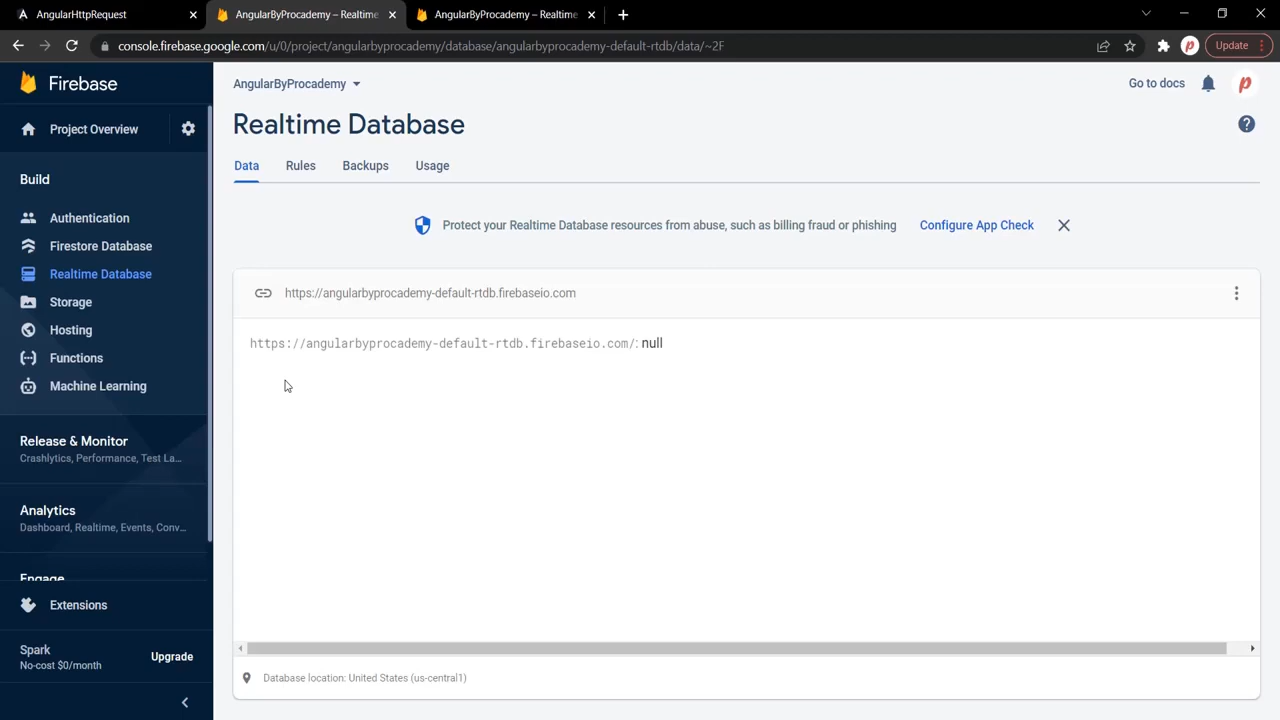 AngularHttpRequest
AngularByProcademy – Realtime
AngularByProcademy – Realtime
console.firebase.google.com/u/0/project/angularbyprocademy/database/angularbyprocademy-default-rtdb/data/~2F
Update
Firebase
AngularByProcademy
Go to docs
Project Overview
Realtime Database
Build
Data
Rules
Backups
Usage
Authentication
Firestore Database
Realtime Database
Storage
Hosting
Functions
Machine Learning
Protect your Realtime Database resources from abuse, such as billing fraud or phishing
Configure App Check
https://angularbyprocademy-default-rtdb.firebaseio.com
https://angularbyprocademy-default-rtdb.firebaseio.com/: null
Release & Monitor
Crashlytics, Performance, Test La...
Analytics
Dashboard, Realtime, Events, Conv...
Engage
Extensions
Spark
No-cost $0/month
Upgrade
Database location: United States (us-central1)